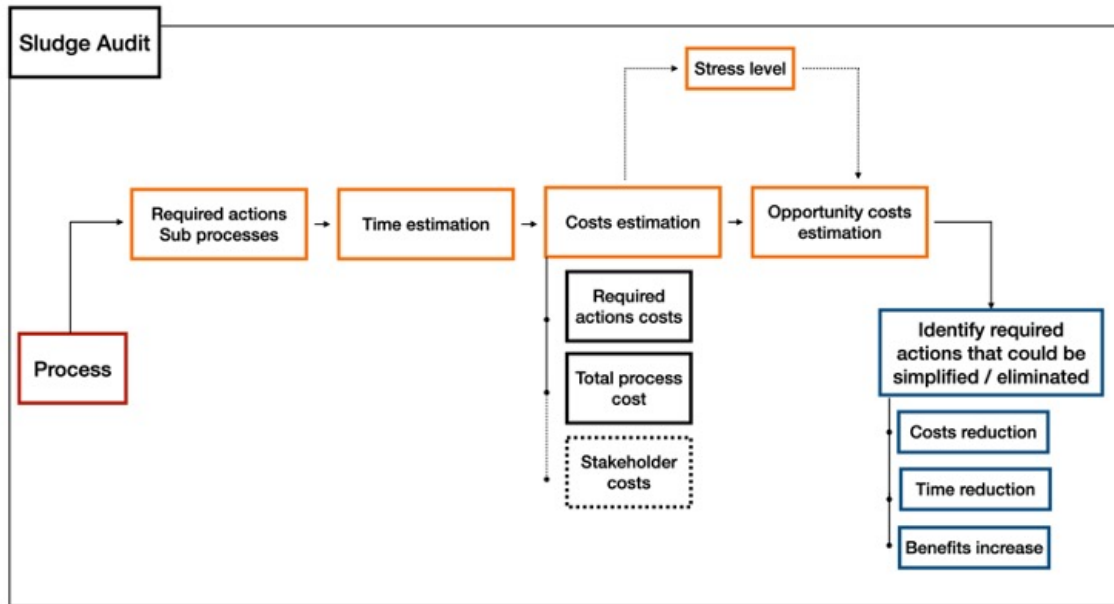 Sludge Audit
Stress level
Required actions
Sub processes
Time estimation
Costs estimation
Opportunity costs
estimation
Required
actions costs
Process
Total process
cost
Stakeholder
costs
Identify required
actions that could be
simplified / eliminated
Costs reduction
Time reduction
Benefits increase